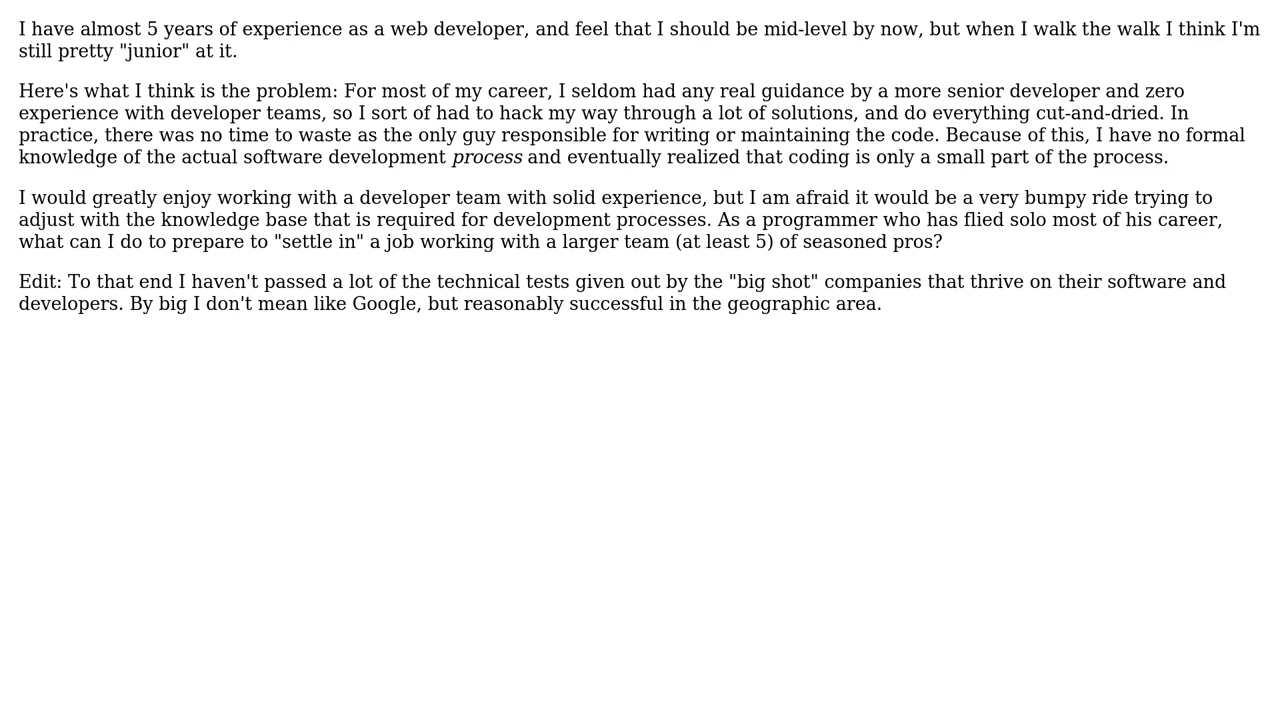 I have almost 5 years of experience as a web developer, and feel that I should be mid-level by now, but when I walk the walk I think I'm
still pretty "junior" at it.
Here's what I think is the problem: For most of my career, I seldom had any real guidance by a more senior developer and zero
experience with developer teams, so I sort of had to hack my way through a lot of solutions, and do everything cut-and-dried. In
practice, there was no time to waste as the only guy responsible for writing or maintaining the code. Because of this, I have no formal
knowledge of the actual software development process and eventually realized that coding is only a small part of the process.
I would greatly enjoy working with a developer team with solid experience, but I am afraid it would be a very bumpy ride trying to
adjust with the knowledge base that is required for development processes. As a programmer who has flied solo most of his career,
what can I do to prepare to "settle in" a job working with a larger team (at least 5) of seasoned pros?
Edit: To that end I haven't passed a lot of the technical tests given out by the "big shot" companies that thrive on their software and
developers. By big I don't mean like Google, but reasonably successful in the geographic area.